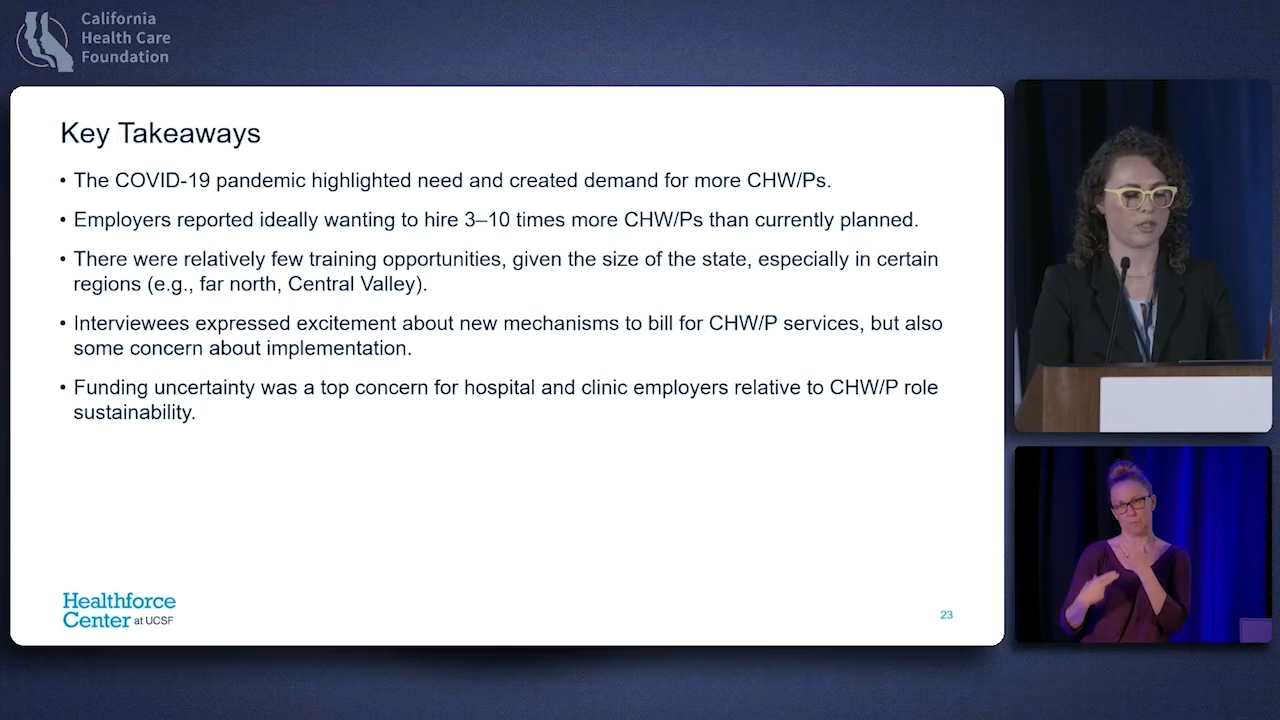 California
Health Care
Foundation
Key Takeaways
• The COVID-19 pandemic highlighted need and created demand for more CHW/Ps.
• Employers reported ideally wanting to hire 3–10 times more CHW/Ps than currently planned.
• There were relatively few training opportunities, given the size of the state, especially in certain
regions (e.g., far north, Central Valley).
• Interviewees expressed excitement about new mechanisms to bill for CHW/P services, but also
some concern about implementation.
• Funding uncertainty was a top concern for hospital and clinic employers relative to CHW/P role
sustainability.
Healthforce
Center at UCSF
23